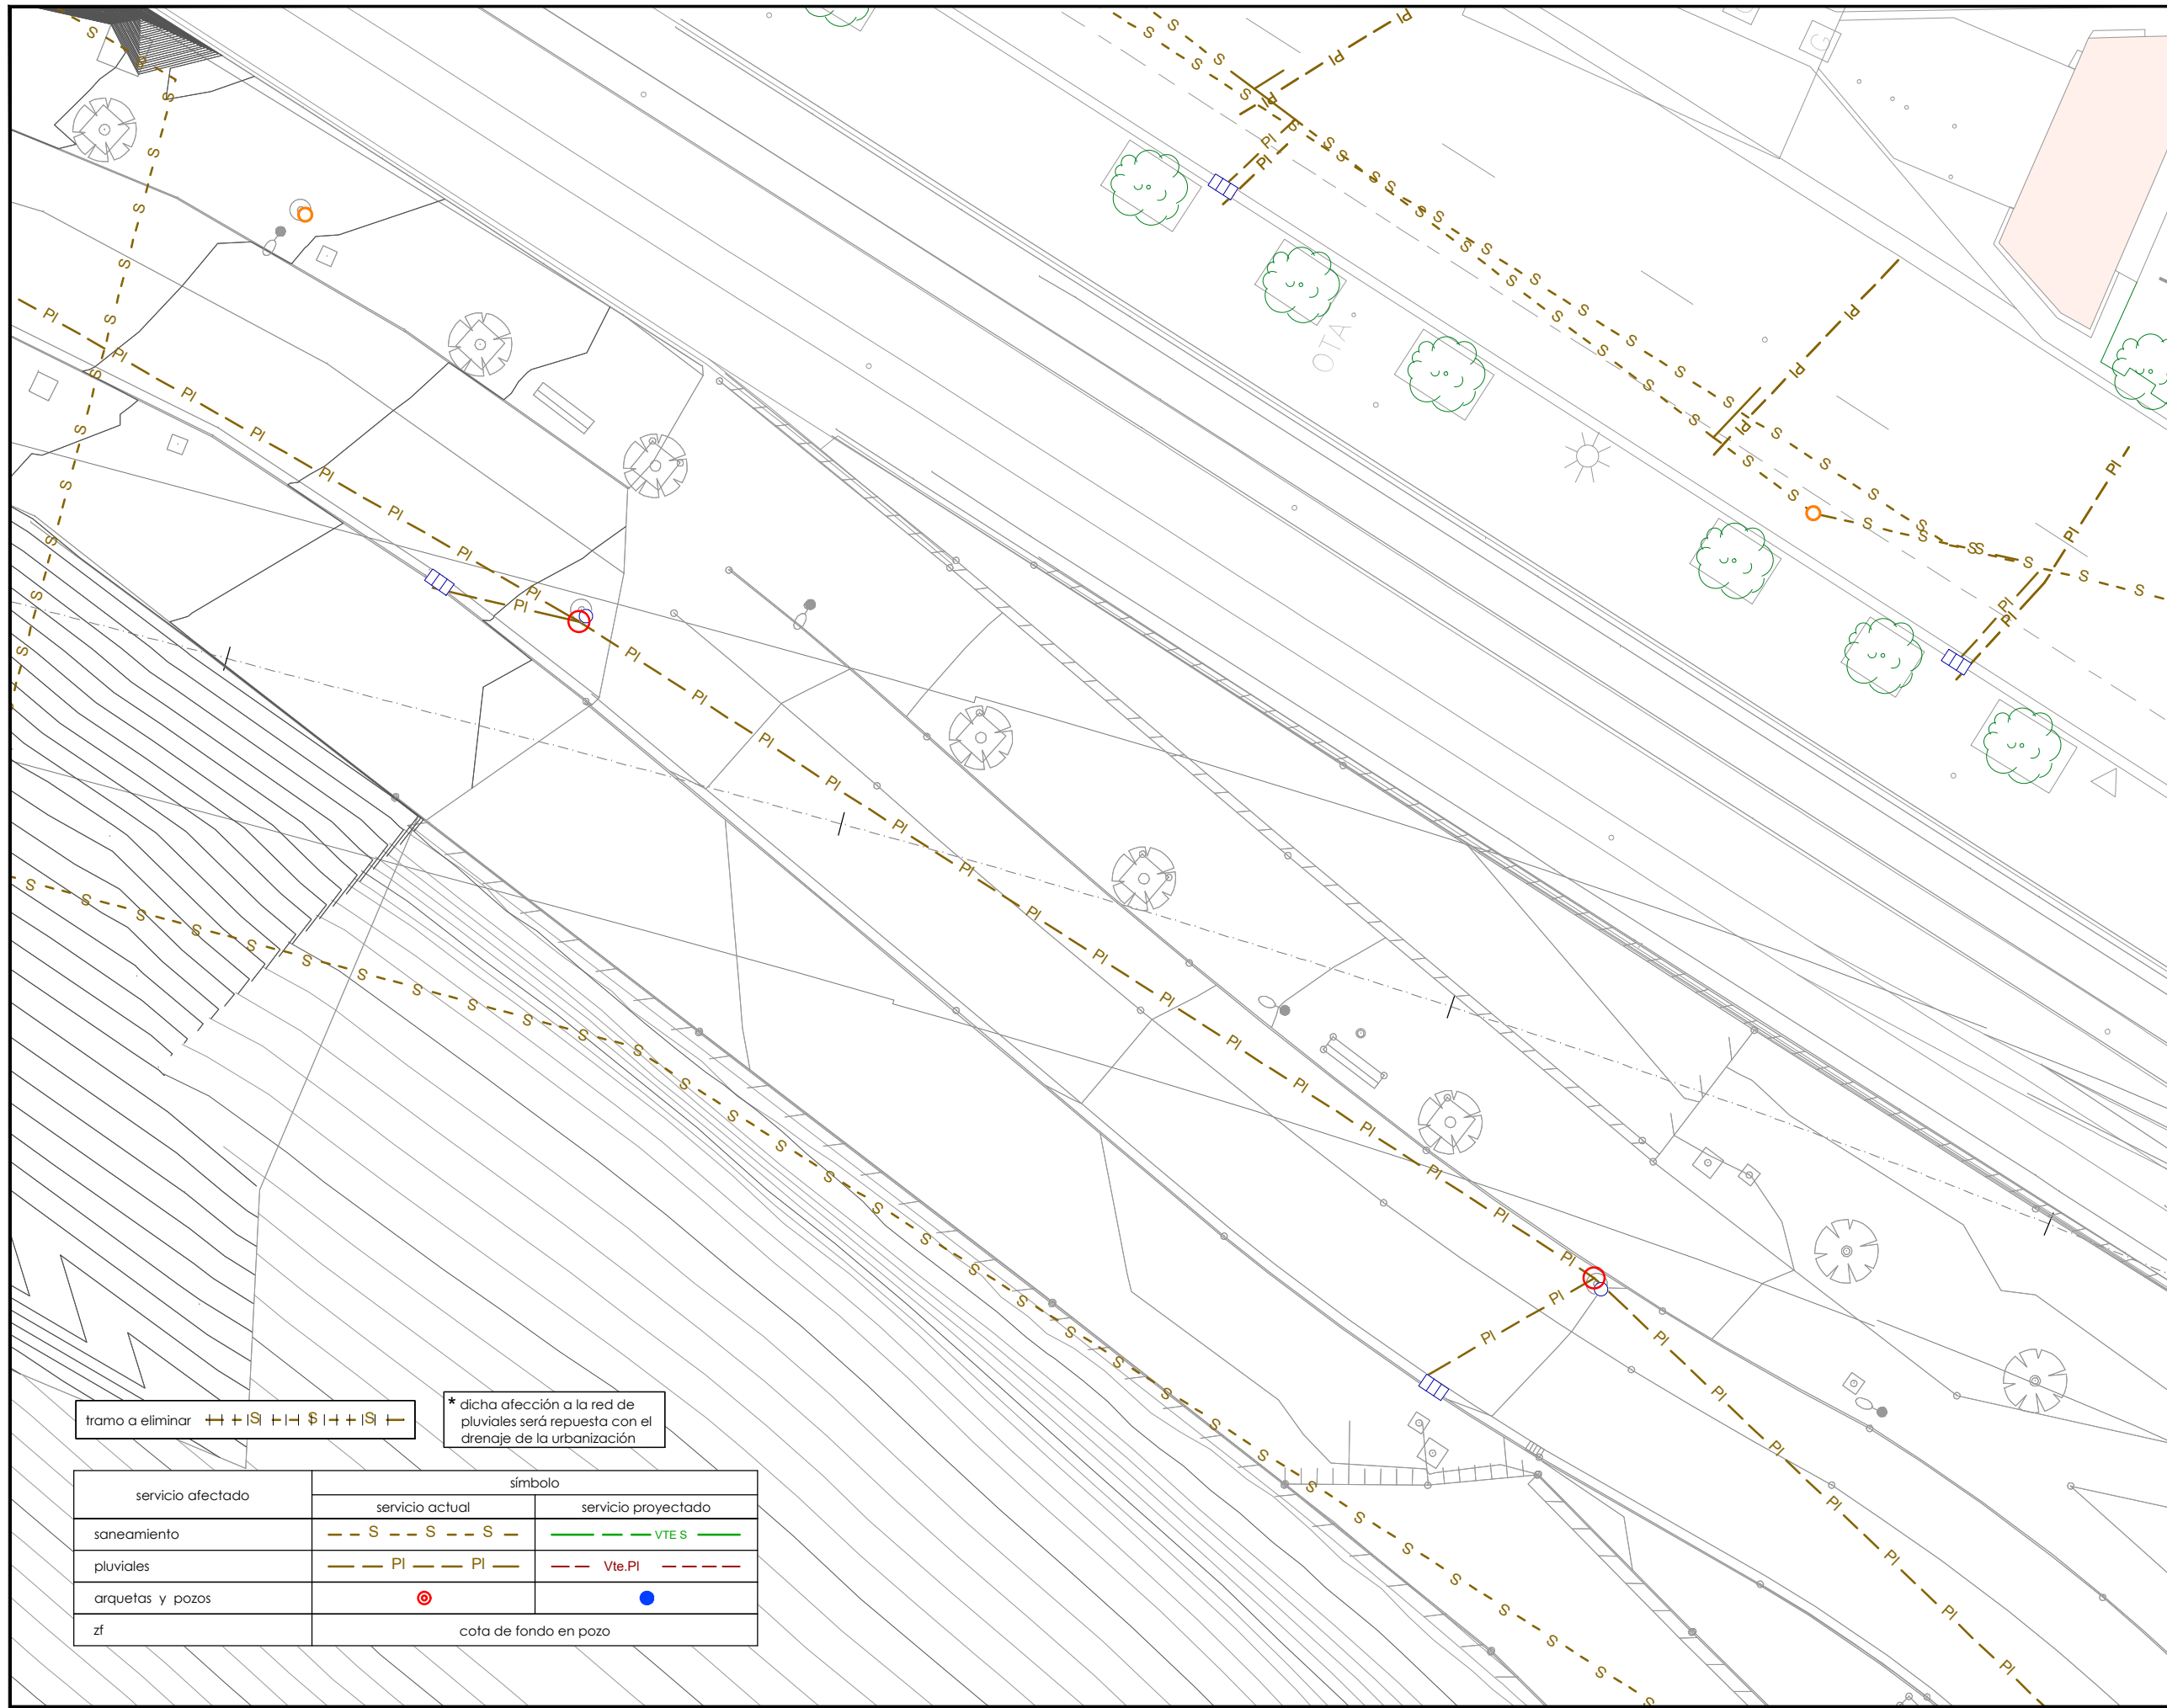 OTA
tramo a eliminar S S S
* dicha afección a la red de
pluviales será repuesta con el
drenaje de la urbanización
servicio afectado
símbolo
servicio actual
servicio proyectado
saneamiento
S S S
VTE S
pluviales
Pl Pl
Vte.Pl
arquetas y pozos
zf
cota de fondo en pozo